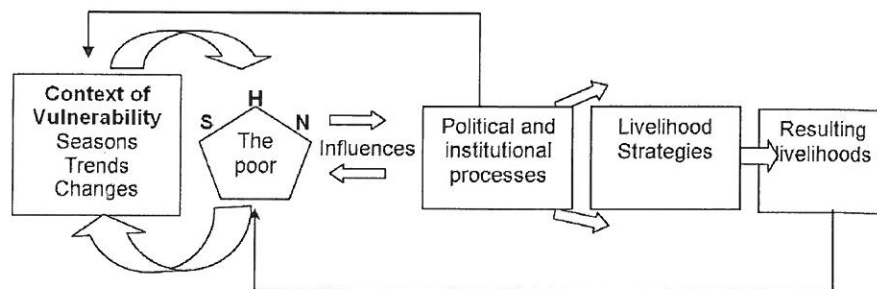 Context of
Vulnerability
Seasons
Trends
Changes
H
S
N
The
poor
Influences
Political and
institutional
processes
Livelihood
Strategies
Resulting
livelihoods